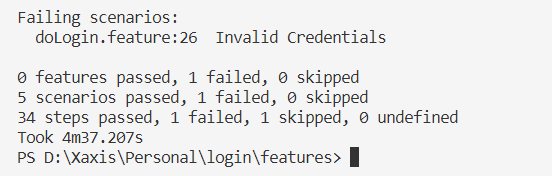 Failing scenarios:
  doLogin.feature:26  Invalid Credentials

0 features passed, 1 failed, 0 skipped
5 scenarios passed, 1 failed, 0 skipped
34 steps passed, 1 failed, 1 skipped, 0 undefined
Took 4m37.207s
PS D:\Xaxis\Personal\login\features>